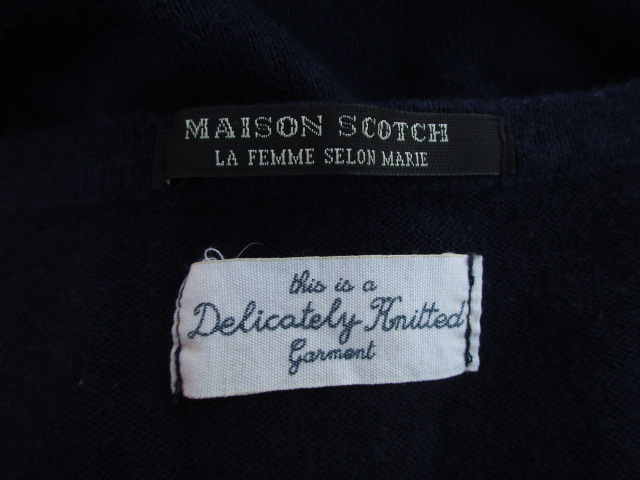 MAISON SCOTCH
LA FEMME SELON MARIE
this is a
Delicately Knitted
Garment